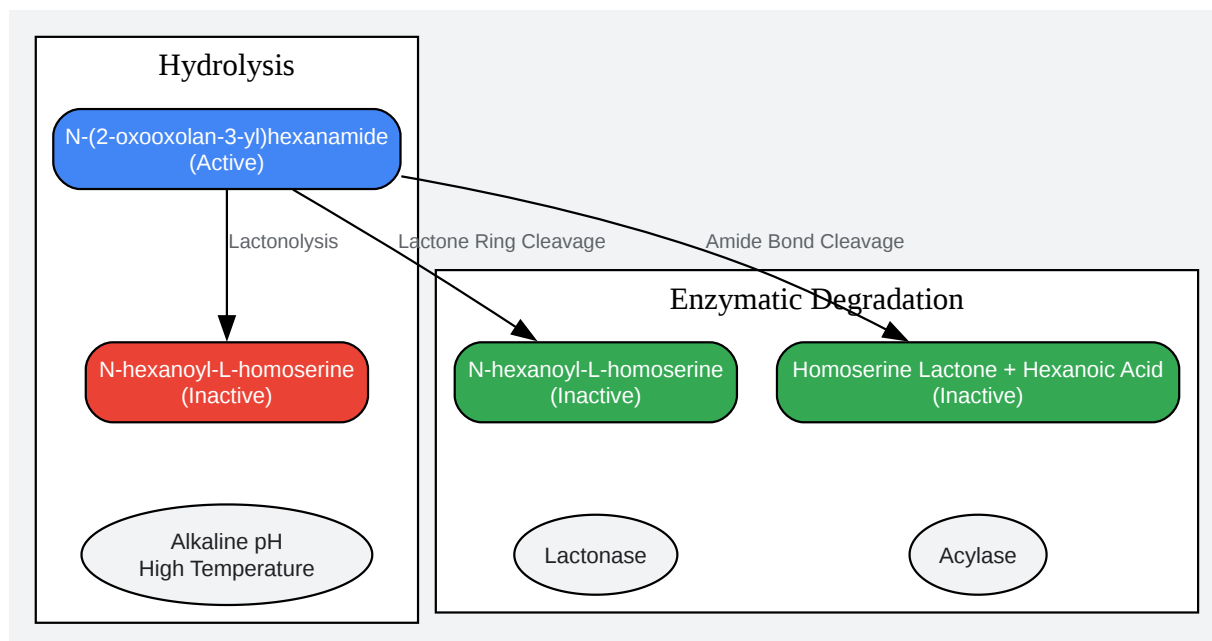 Hydrolysis
N-(2-oxooxolan-3-yl)hexanamide
(Active)
Lactonolysis
Lactone Ring Cleavage
Amide Bond Cleavage
Enzymatic Degradation
N-hexanoyl-L-homoserine
(Inactive)
N-hexanoyl-L-homoserine
(Inactive)
Homoserine Lactone + Hexanoic Acid
(Inactive)
Alkaline pH
High Temperature
Lactonase
Acylase